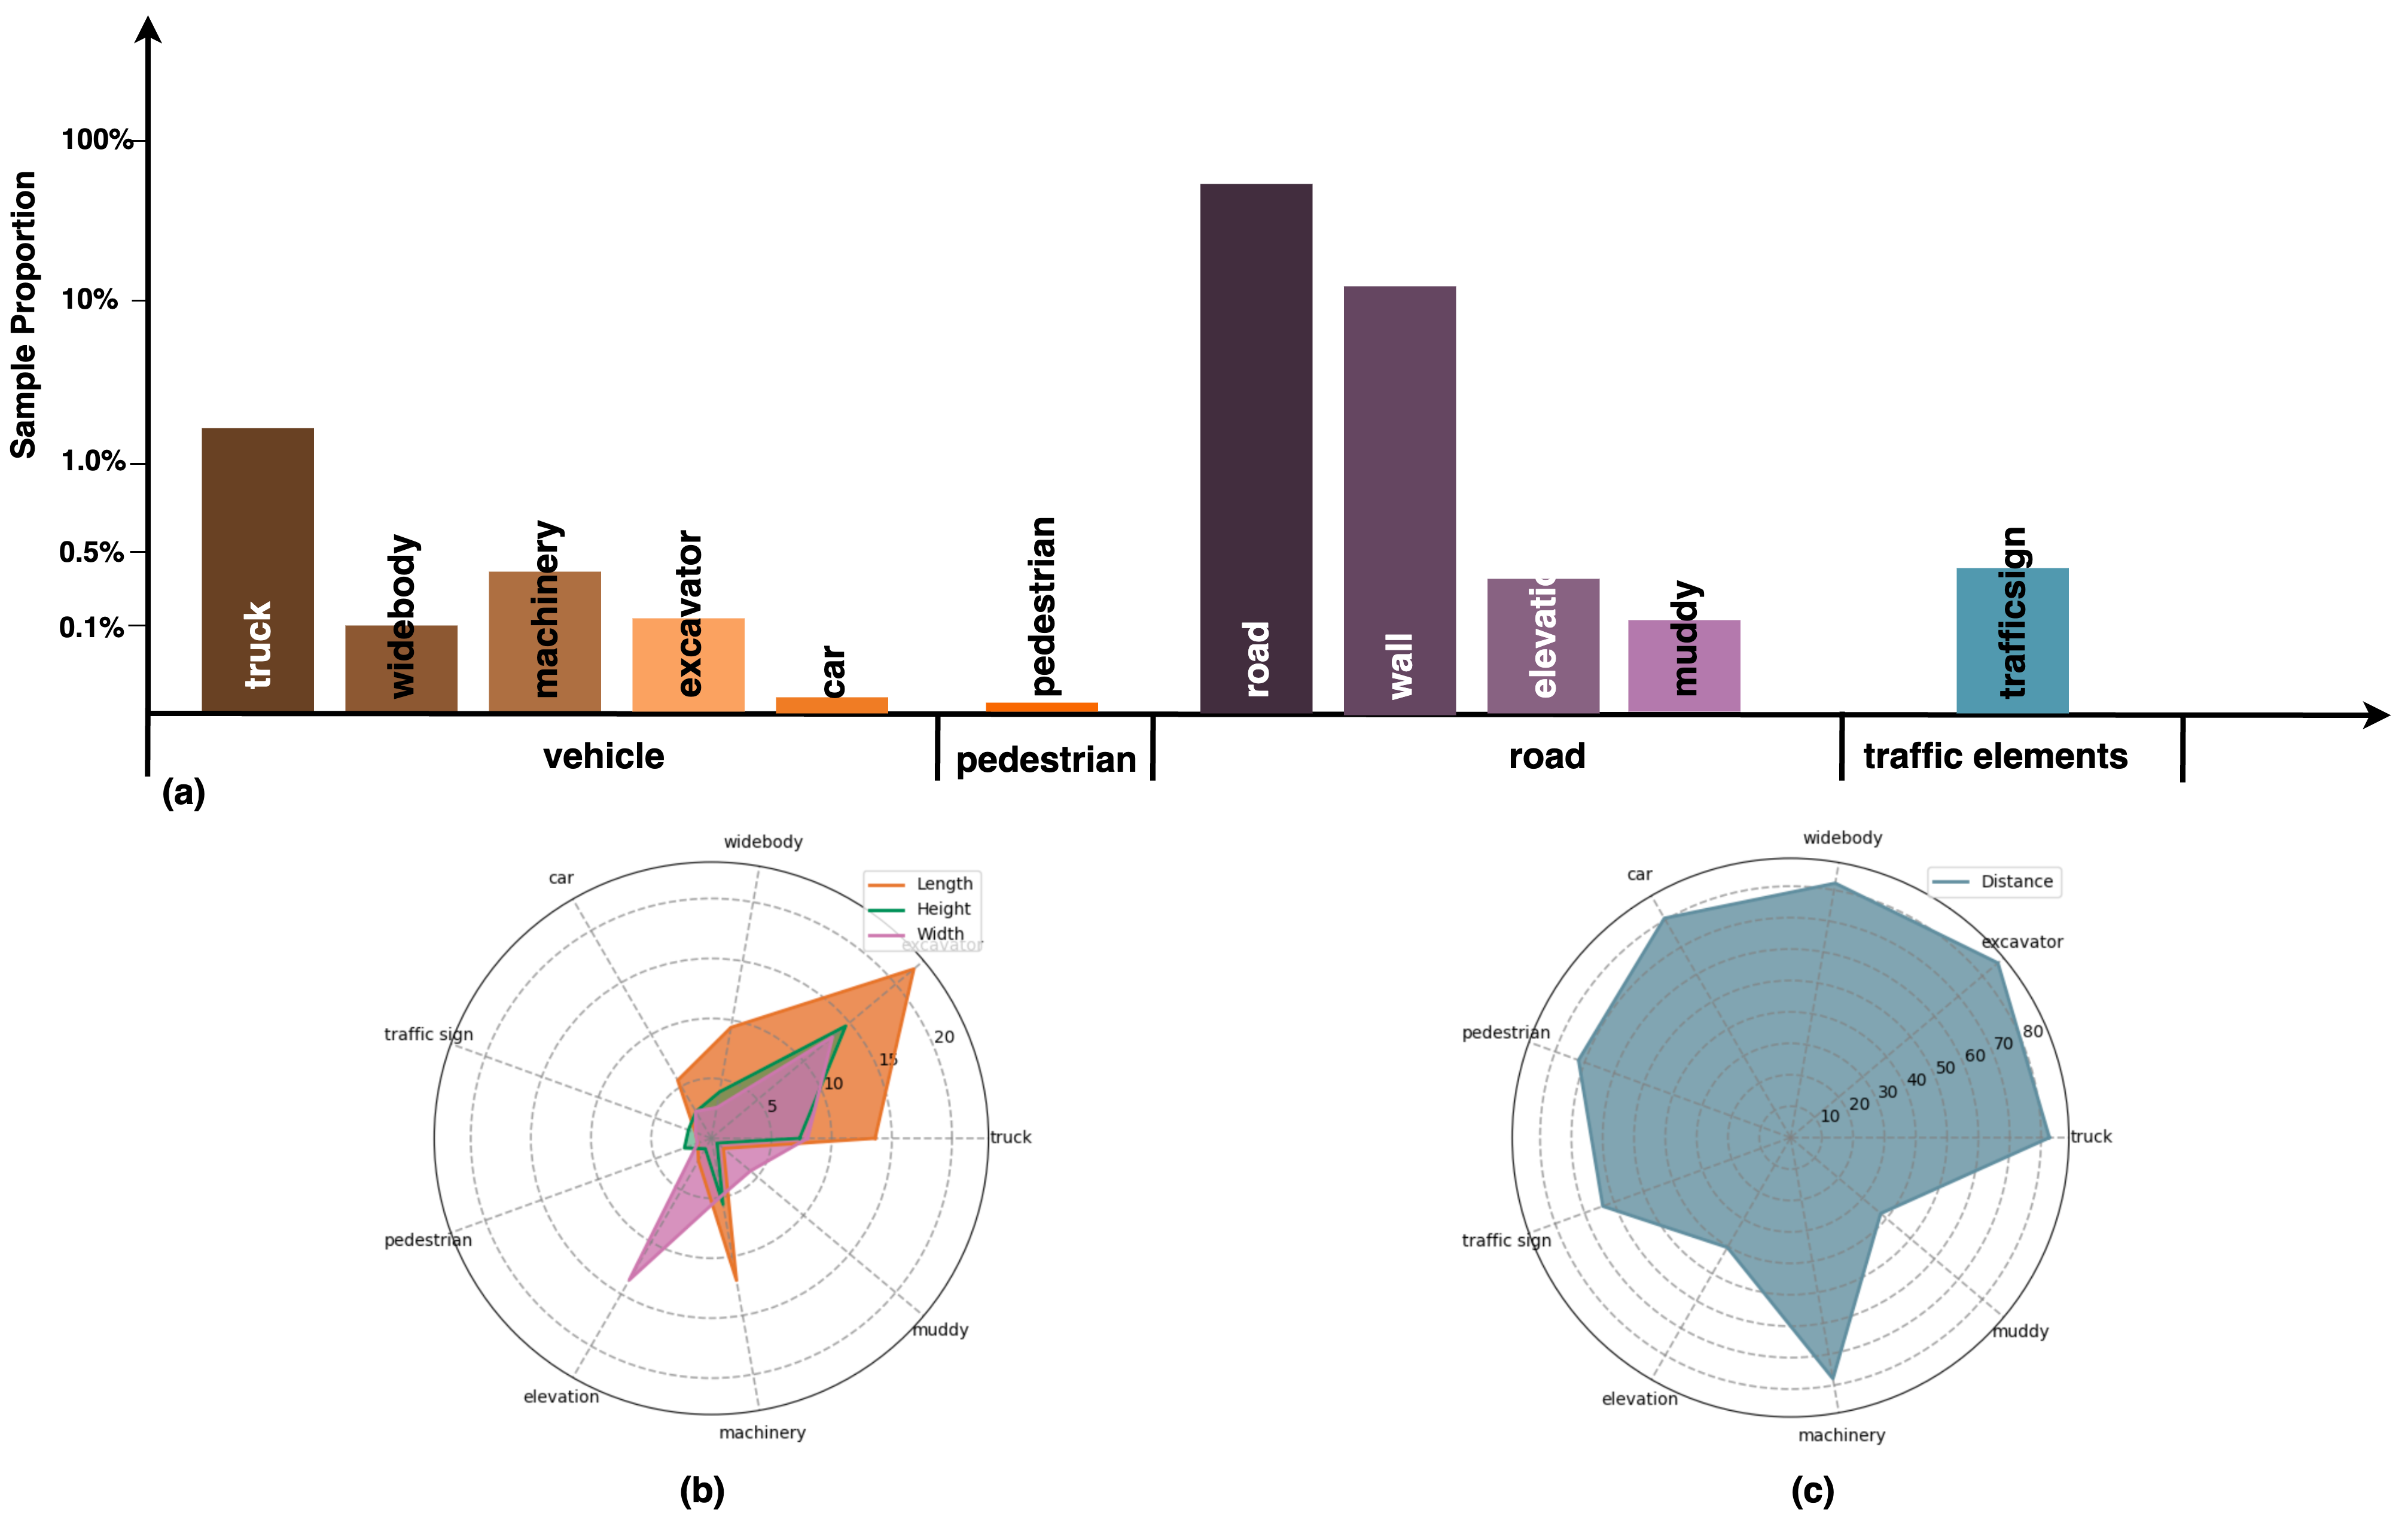 Sample Proportion
100%
10%
1.0%
0.5%
0.1%
truck
widebody
machinery
excavator
car
pedestrian
road
wall
elevatio
muddy
trafficsign
vehicle
pedestrian
road
traffic elements
(a)
widebody
car
Length
Height
Width
excavator
20
traffic sign
15
10
5
truck
pedestrian
muddy
elevation
machinery
(b)
widebody
car
Distance
excavator
pedestrian
80
70
60
50
40
30
20
10
truck
traffic sign
muddy
elevation
machinery
(c)